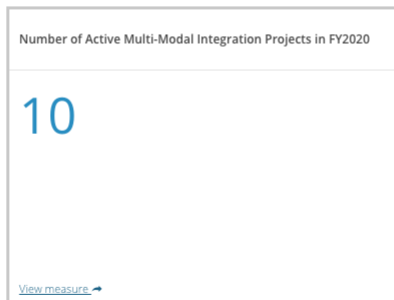 Number of Active Multi-Modal Integration Projects in FY2020
10
View measure